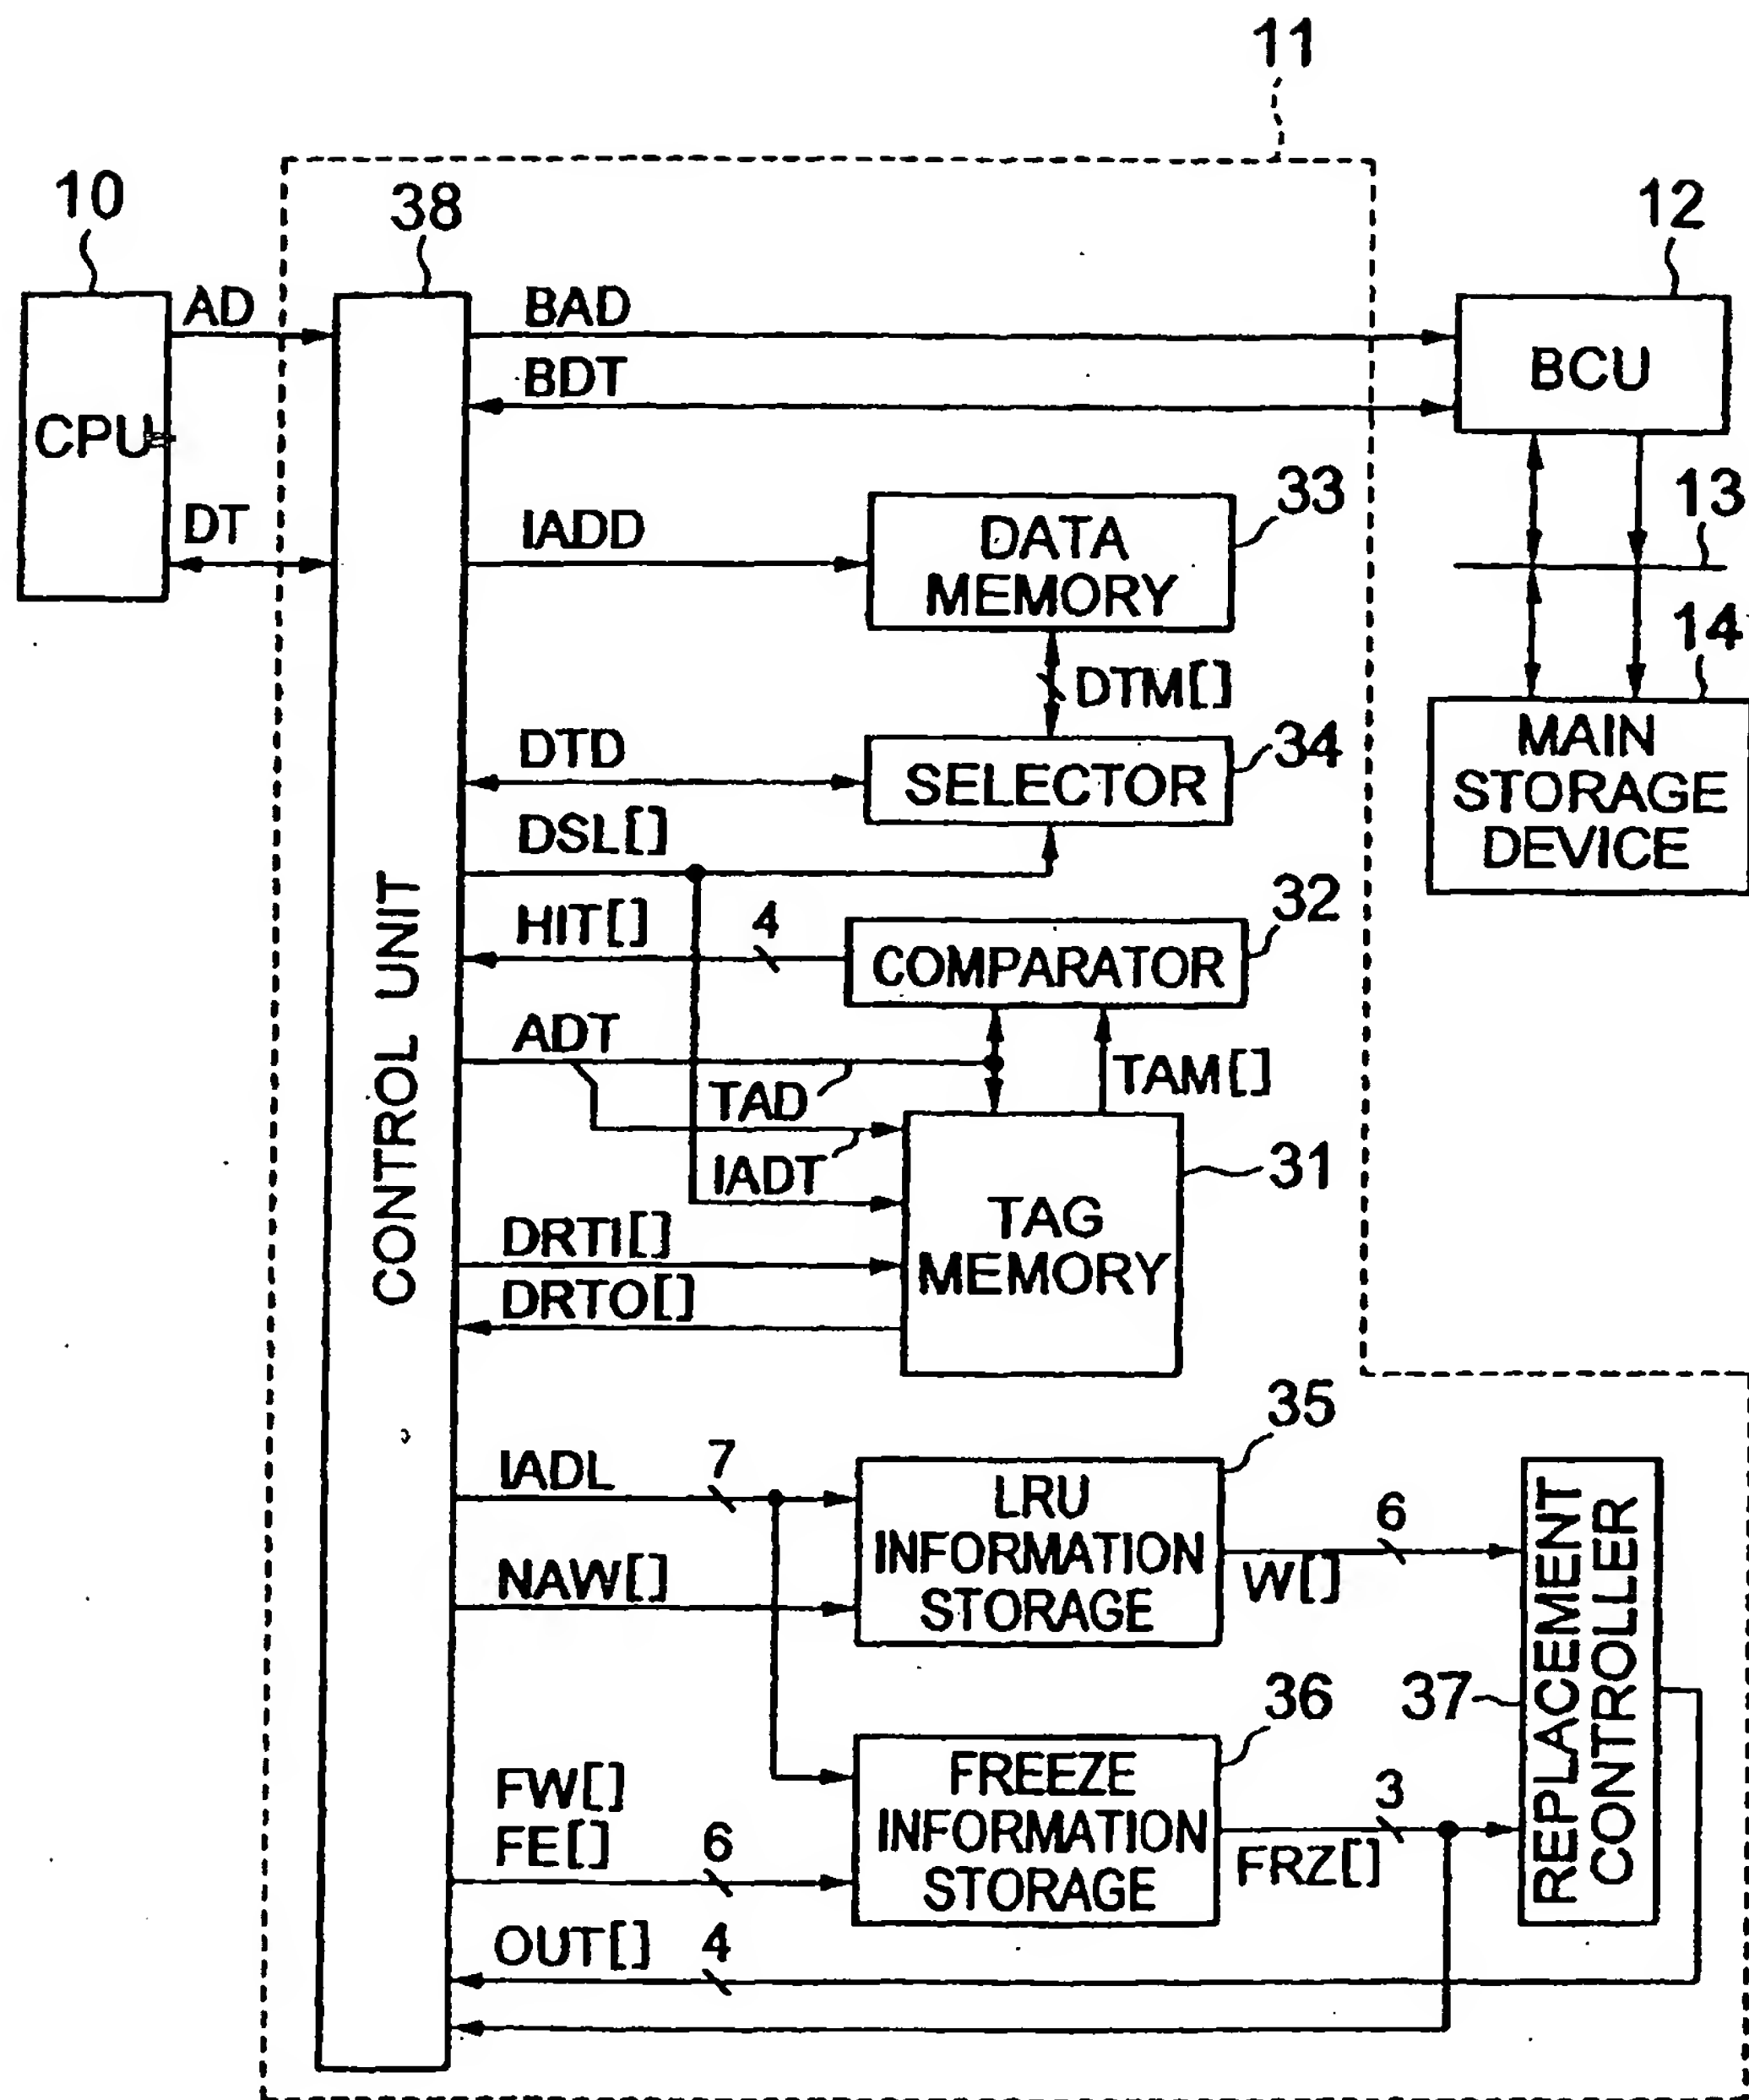 11
10
38
12
AD
BAD
BCU
BDT
CPU
33
13
DT
IADD
DATA
MEMORY
14
DTM[]
MAIN
STORAGE
DEVICE
DTD
34
SELECTOR
DSL[]
32
HIT[]
4
COMPARATOR
CONTROL UNIT
ADT
TAD
TAM[]
IADT
31
TAG
MEMORY
DRTI[]
DRTO[]
35
IADL
7
LRU
INFORMATION
STORAGE
6
NAW[]
W[]
REPLACEMENT
CONTROLLER
37
36
FW[]
FE[]
6
FREEZE
INFORMATION
STORAGE
3
FRZ[]
OUT[]
4